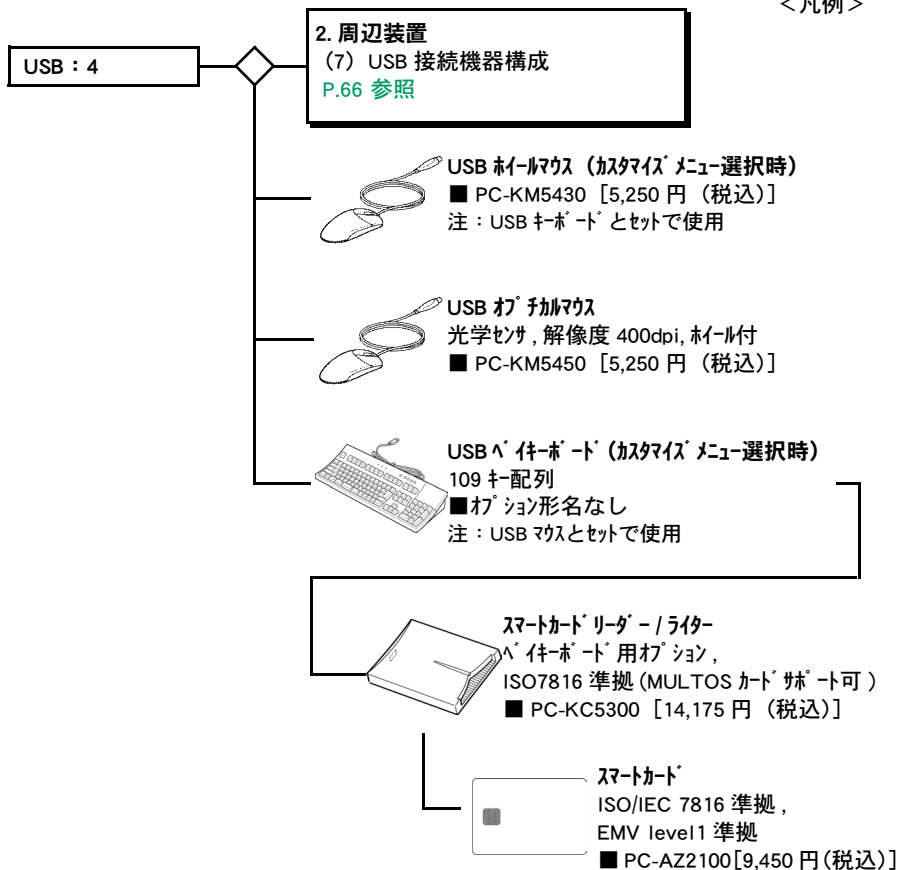 ＜凡例＞
2. 周辺装置
USB：4
（7）USB 接続機器構成
P.66 参照
USB ﾎｲｰﾙﾏｳｽ（ｶｽﾀﾏｲｽﾞ ﾒﾆｭｰ選択時）
■ PC-KM5430［5,250 円（税込）］
注：USB ｷｰﾎﾞｰﾄﾞとｾｯﾄで使用
USB ｵﾌﾟﾁｶﾙﾏｳｽ
光学ｾﾝｻ , 解像度 400dpi, ﾎｲｰﾙ付
■ PC-KM5450［5,250 円（税込）］
USB ﾍﾞｲｷｰﾎﾞｰﾄﾞ（ｶｽﾀﾏｲｽﾞ ﾒﾆｭｰ選択時）
109 ｷｰ配列
■ｵﾌﾟｼｮﾝ形名なし
注：USB ﾏｳｽとｾｯﾄで使用
ｽﾏｰﾄｶｰﾄﾞﾘｰﾀﾞｰ / ﾗｲﾀｰ
ﾍﾞｲｷｰﾎﾞｰﾄﾞ用ｵﾌﾟｼｮﾝ ,
ISO7816 準拠 (MULTOS ｶｰﾄﾞｻﾎﾟｰﾄ可 )
■ PC-KC5300［14,175 円（税込）］
ｽﾏｰﾄｶｰﾄﾞ
ISO/IEC 7816 準拠 ,
EMV level1 準拠
■ PC-AZ2100［9,450 円（税込）］